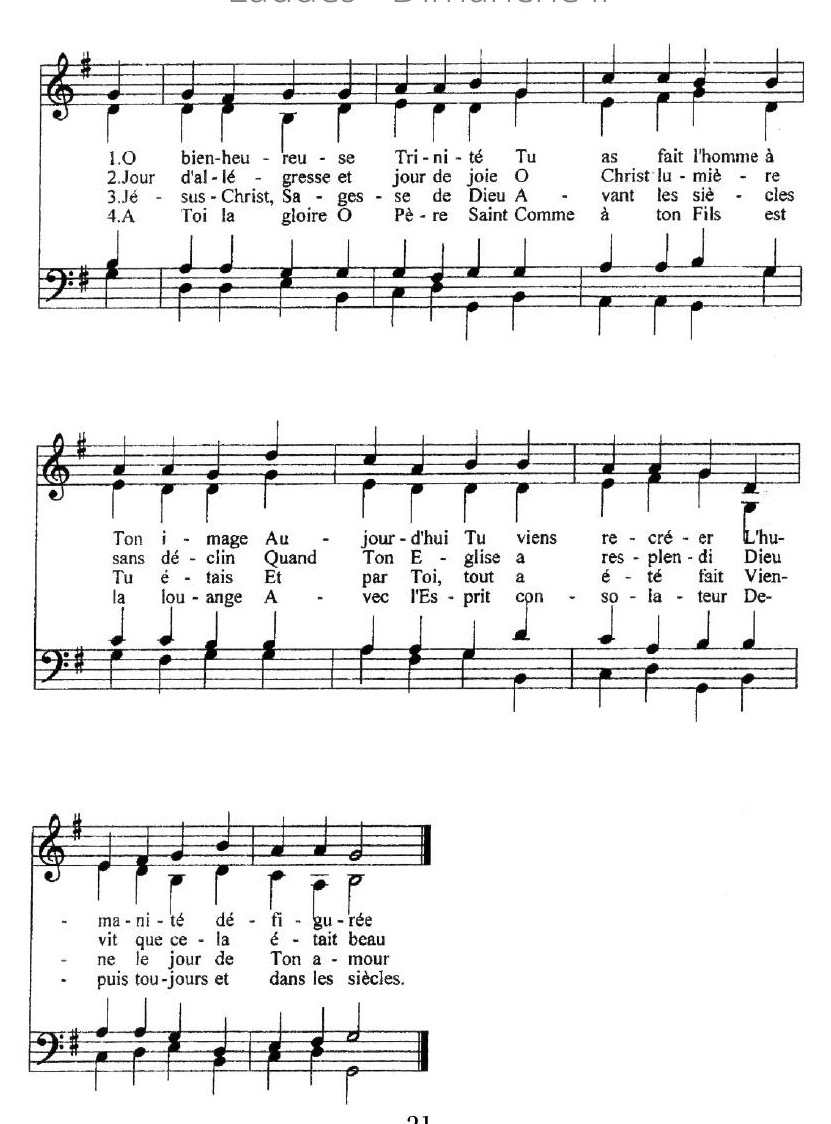 Laudes - Dimanche II
1.O bien-heu - reu - se Tri - ni - té Tu as fait l'homme à
2.Jour d'al - lé - gresse et jour de joie O Christ lu - miè - re
3.Jé - sus - Christ, Sa - ges - se de Dieu A - vant les siè - cles
4.A Toi la gloire O Pè - re Saint Comme à ton Fils est
Ton i - mage Au - jour - d'hui Tu viens re - cré - er L'hu-
sans dé - clin Quand Ton E - glise a res - plen - di Dieu
Tu é - tais Et par Toi, tout a é - té fait Vien-
la lou - ange A - vec l'Es - prit con - so - la - teur De-
- ma - ni - té dé - fi - gu - rée
vit que ce - la é - tait beau
- ne le jour de Ton a - mour
- puis tou - jours et dans les siècles.
21